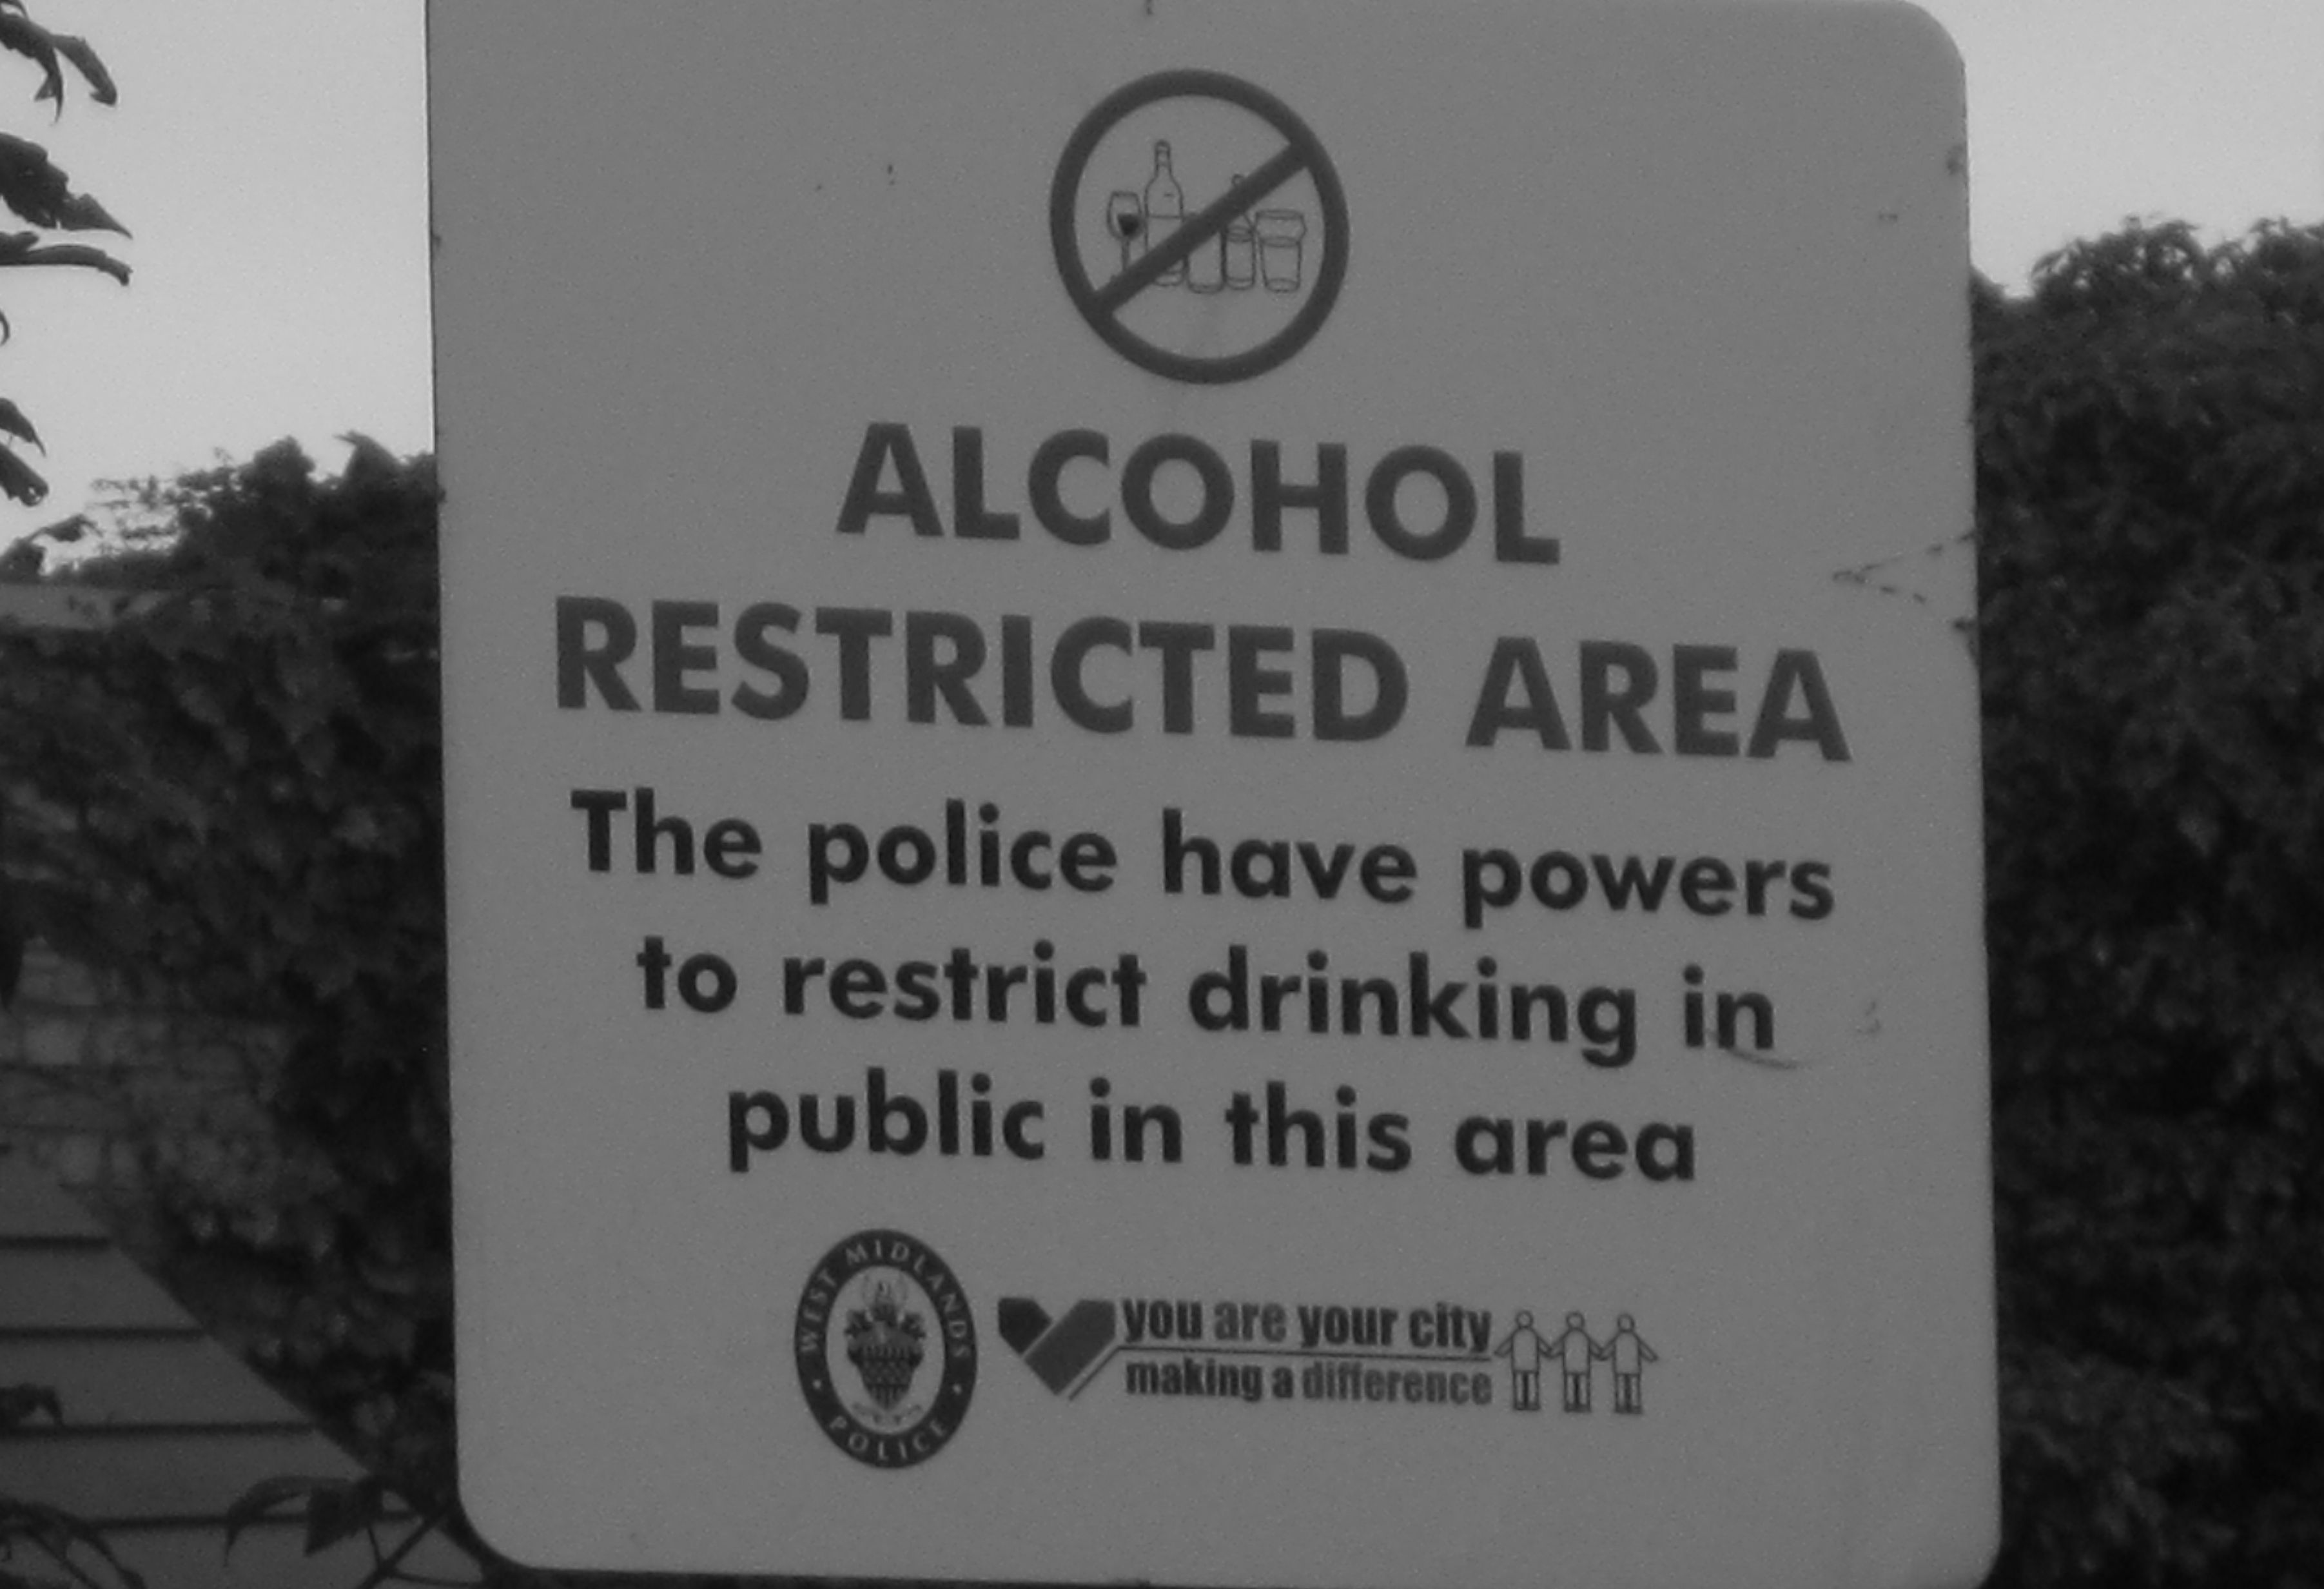 ALCOHOL
RESTRICTED AREA
The police have powers
to restrict drinking in
public in this area
WEST MIDLANDS
POLICE
you are your city
making a difference